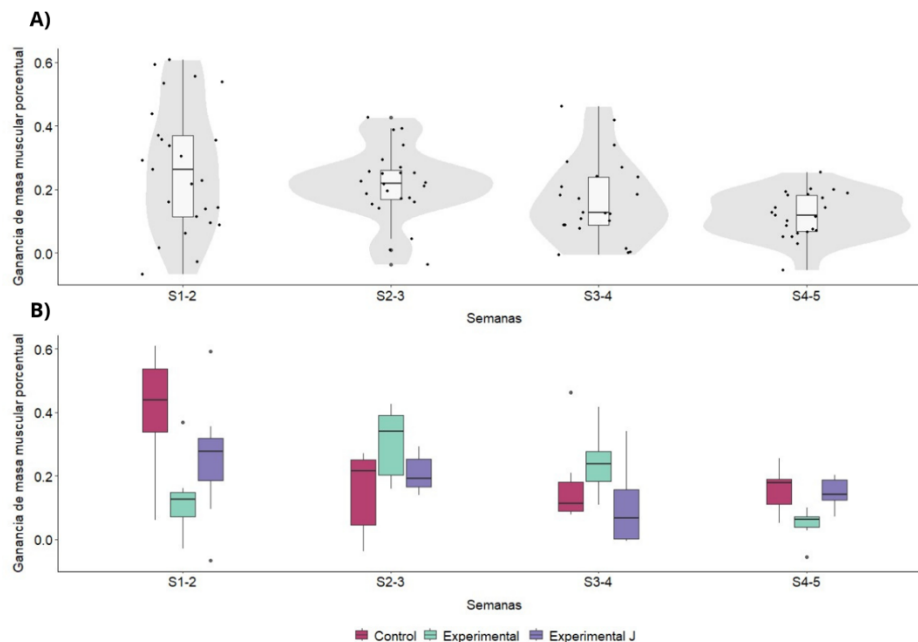 A)
Ganancia de masa muscular porcentual
0.6
0.4
0.2
0.0
S1-2 S2-3 S3-4 S4-5
Semanas
B)
Ganancia de masa muscular porcentual
0.6
0.4
0.2
0.0
S1-2 S2-3 S3-4 S4-5
Semanas
Control Experimental Experimental J